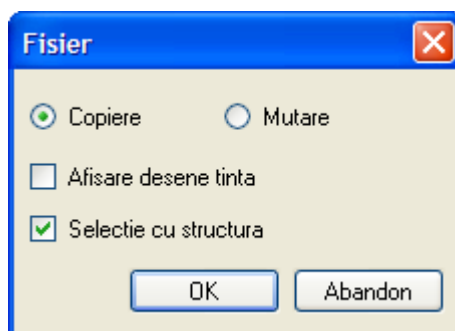 Fisier
Copiere Mutare
Afisare desene tinta
Selectie cu structura
OK Abandon